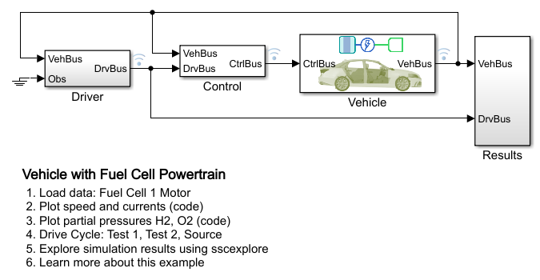 VehBus
Obs
DrvBus
Driver
VehBus
DrvBus
CtrlBus
Control
CtrlBus
VehBus
Vehicle
VehBus
DrvBus
Results
Vehicle with Fuel Cell Powertrain
1. Load data: Fuel Cell 1 Motor
2. Plot speed and currents (code)
3. Plot partial pressures H2, O2 (code)
4. Drive Cycle: Test 1, Test 2, Source
5. Explore simulation results using sscexplore
6. Learn more about this example